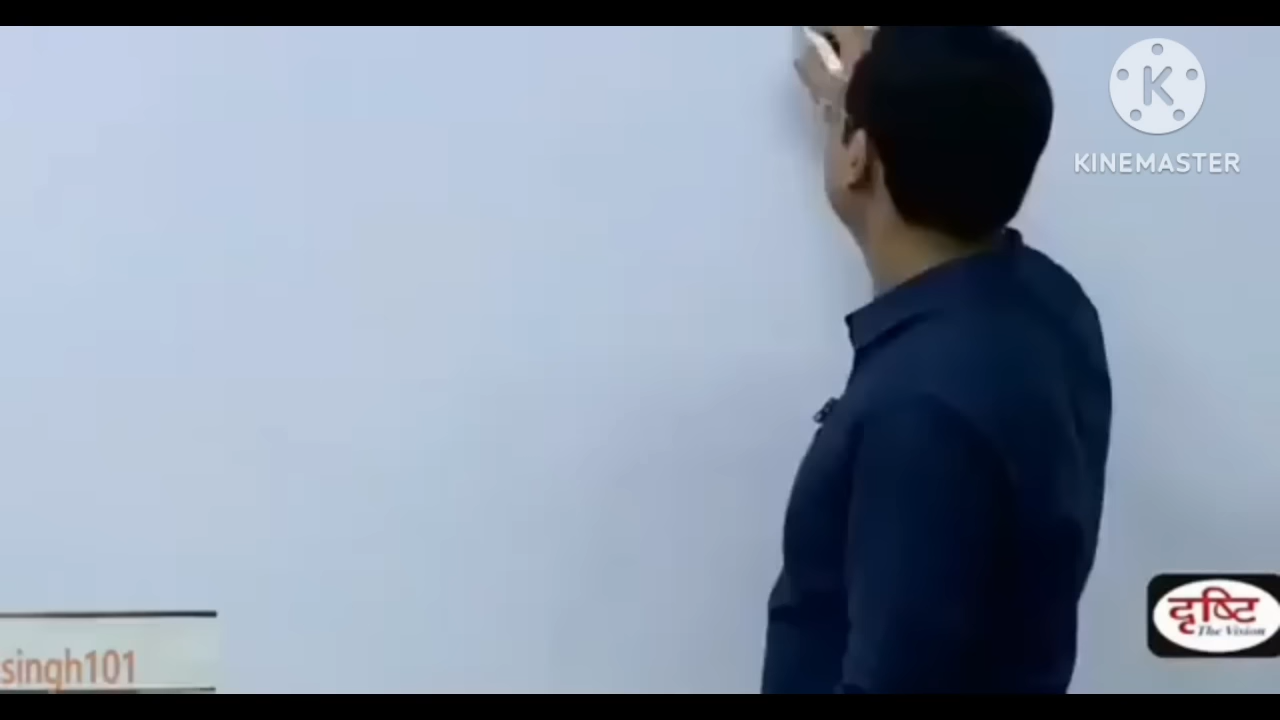 K
KINEMASTER
दृष्टि
The Vision
singh101